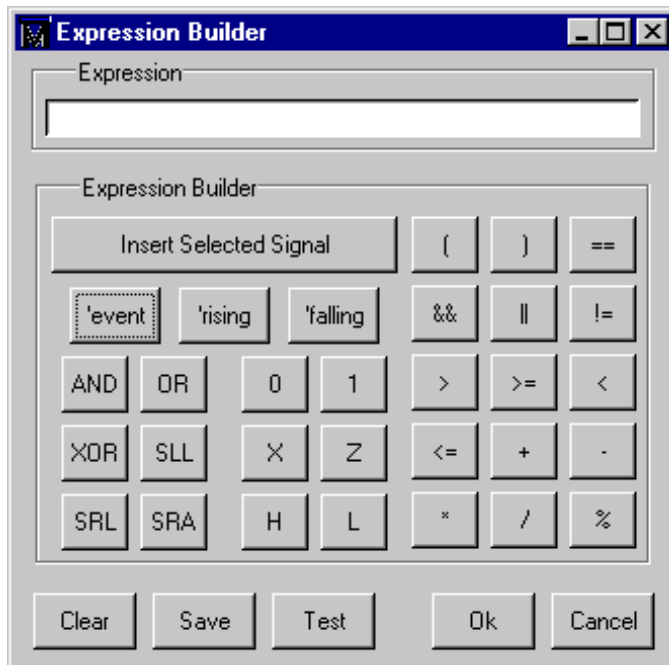 Expression Builder
Expression
Expression Builder
Insert Selected Signal ( ) ==
'event 'rising 'falling && || !=
AND OR 0 1 > >= <
XOR SLL X Z <= + -
SRL SRA H L * / %
Clear Save Test Ok Cancel